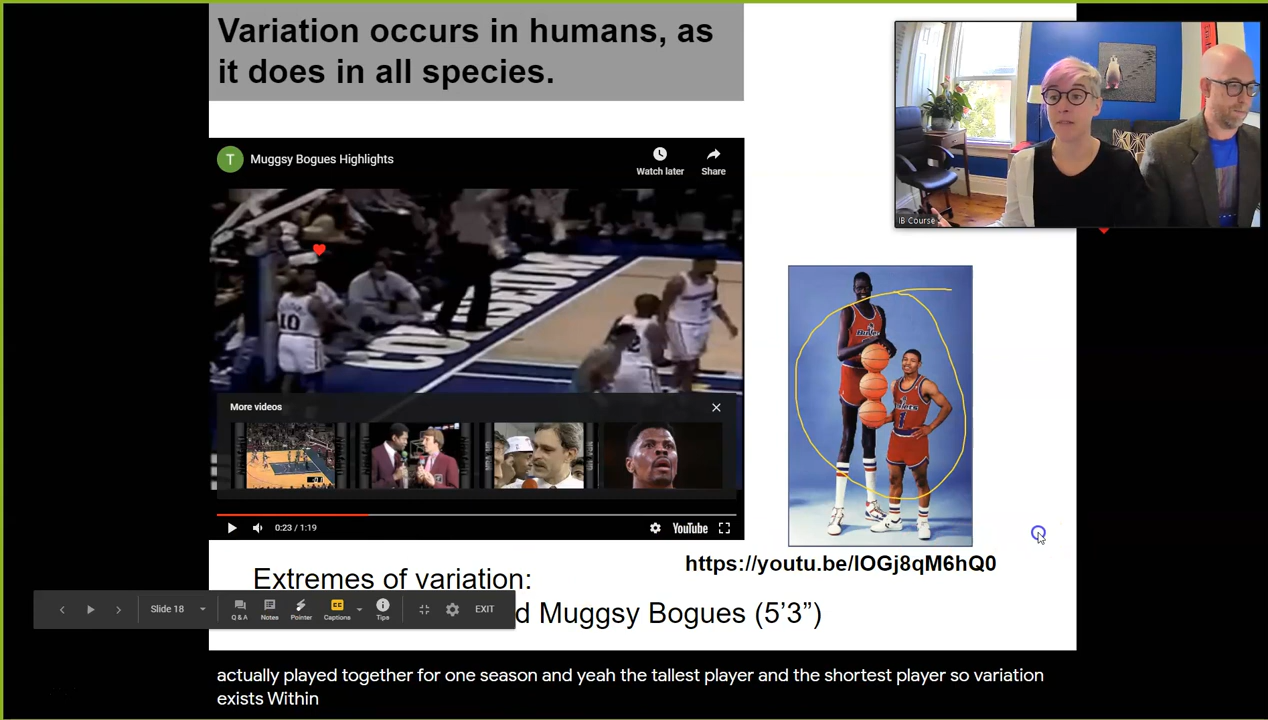 Variation occurs in humans, as
it does in all species.
T
Muggsy Bogues Highlights
Watch later
Share
10
More videos
0:23 / 1:19
YouTube
IB Course
Bullets
1
https://youtu.be/lOGj8qM6hQ0
Extremes of variation:
d Muggsy Bogues (5’3”)
Slide 18
Q & A
Notes
Pointer
Captions
Tips
EXIT
actually played together for one season and yeah the tallest player and the shortest player so variation
exists Within